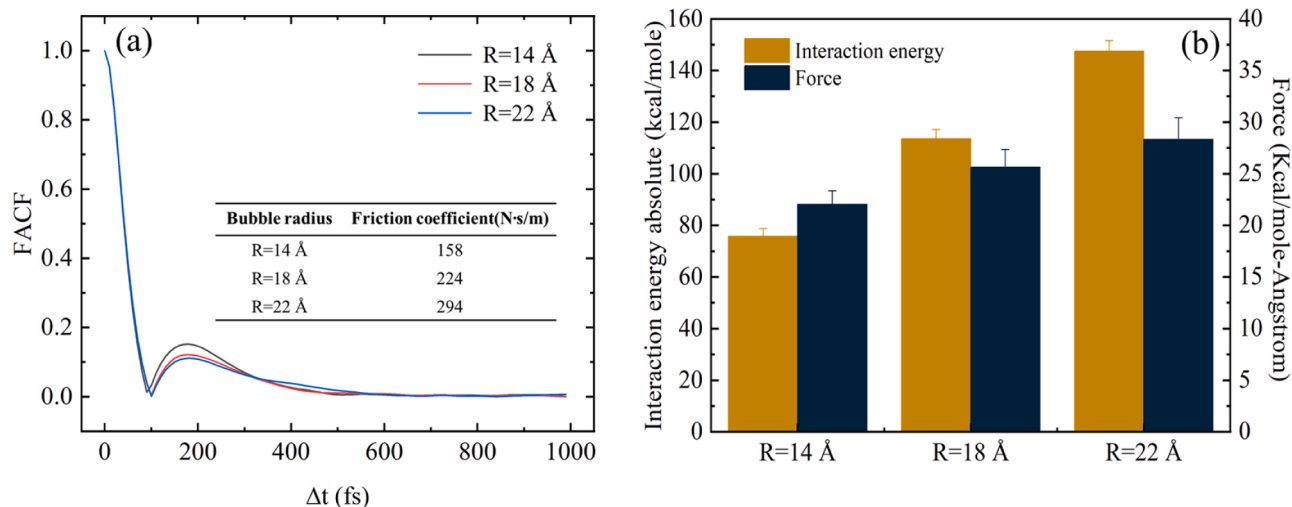 (a)
R=14 Å
R=18 Å
R=22 Å
FACF
1.0
0.8
0.6
0.4
0.2
0.0
Bubble radius Friction coefficient(N·s/m)
R=14 Å 158
R=18 Å 224
R=22 Å 294
0 200 400 600 800 1000
Δt (fs)
(b)
Interaction energy
Force
Interaction energy absolute (kcal/mole)
160
140
120
100
80
60
40
20
0
R=14 Å R=18 Å R=22 Å
40
35
30
25
20
15
10
5
0
Force (Kcal/mole-Angstrom)